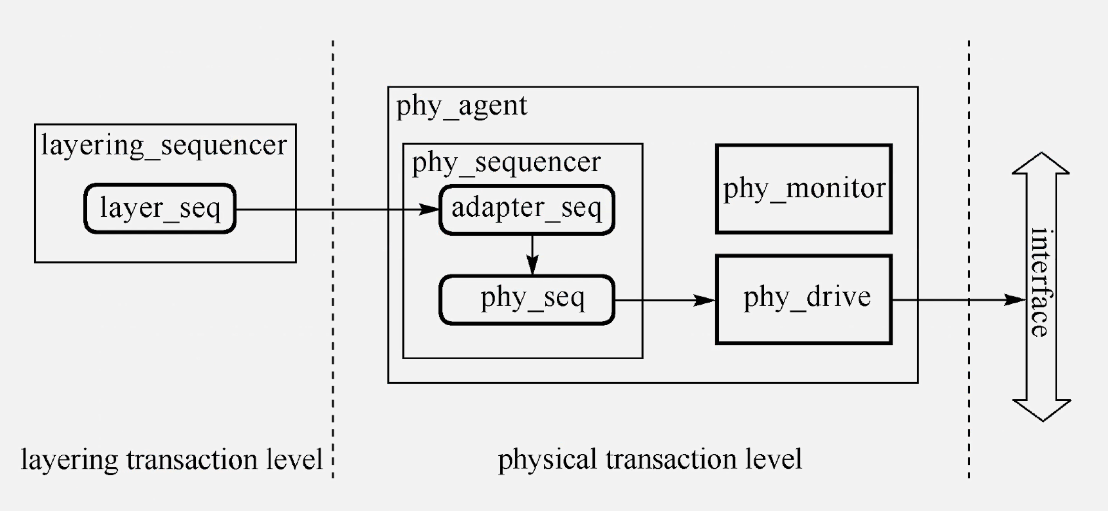 phy_agent
layering_sequencer
phy_sequencer
layer_seq
adapter_seq
phy_monitor
phy_seq
phy_drive
interface
layering transaction level
physical transaction level